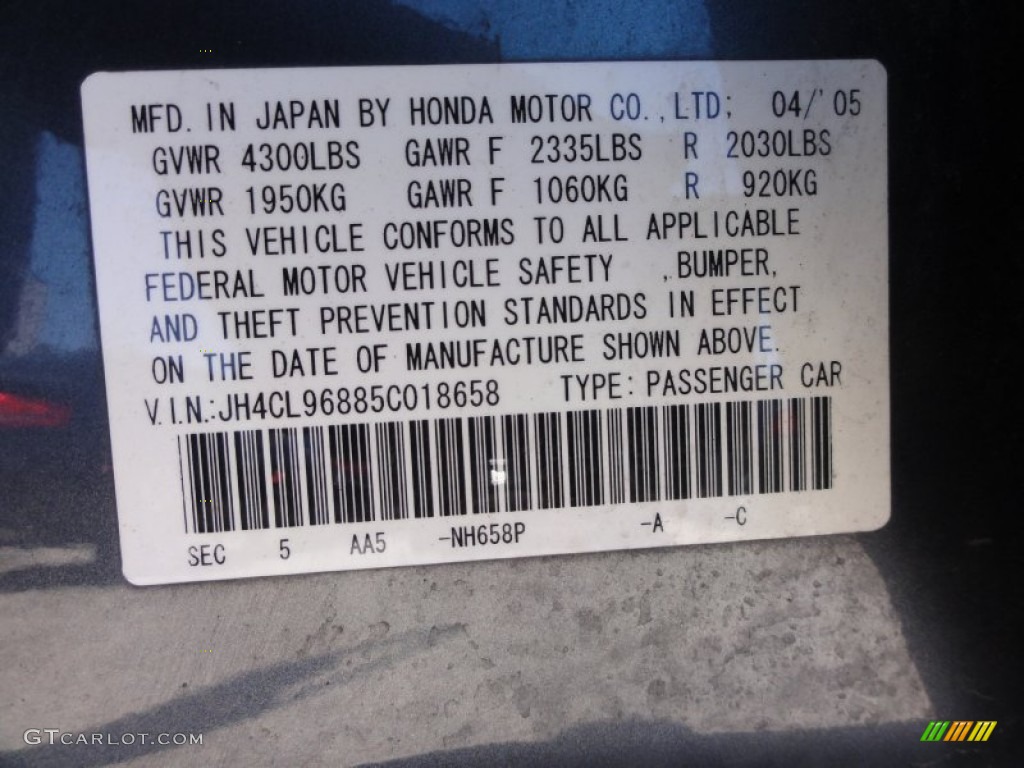 MFD. IN JAPAN BY HONDA MOTOR CO.,LTD; 04/'05
GVWR 4300LBS GAWR F 2335LBS R 2030LBS
GVWR 1950KG GAWR F 1060KG R 920KG
THIS VEHICLE CONFORMS TO ALL APPLICABLE
FEDERAL MOTOR VEHICLE SAFETY ,BUMPER,
AND THEFT PREVENTION STANDARDS IN EFFECT
ON THE DATE OF MANUFACTURE SHOWN ABOVE.
V.I.N.:JH4CL96885C018658 TYPE: PASSENGER CAR
SEC 5 AA5 -NH658P -A -C
GTCARLOT.COM